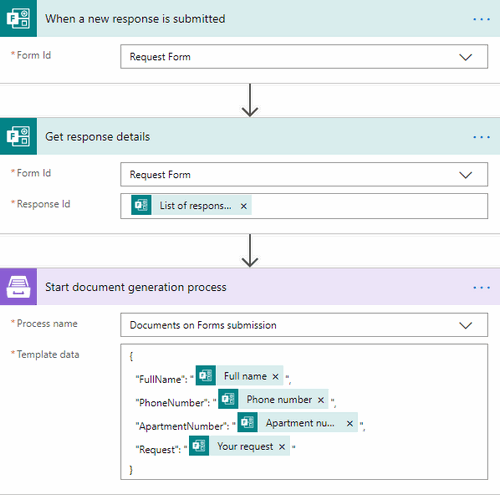 When a new response is submitted
* Form Id Request Form
Get response details
* Form Id Request Form
* Response Id List of respons... ×
Start document generation process
* Process name Documents on Forms submission
* Template data {
"FullName": " Full name × ",
"PhoneNumber": " Phone number × ",
"ApartmentNumber": " Apartment nu... × ",
"Request": " Your request × "
}